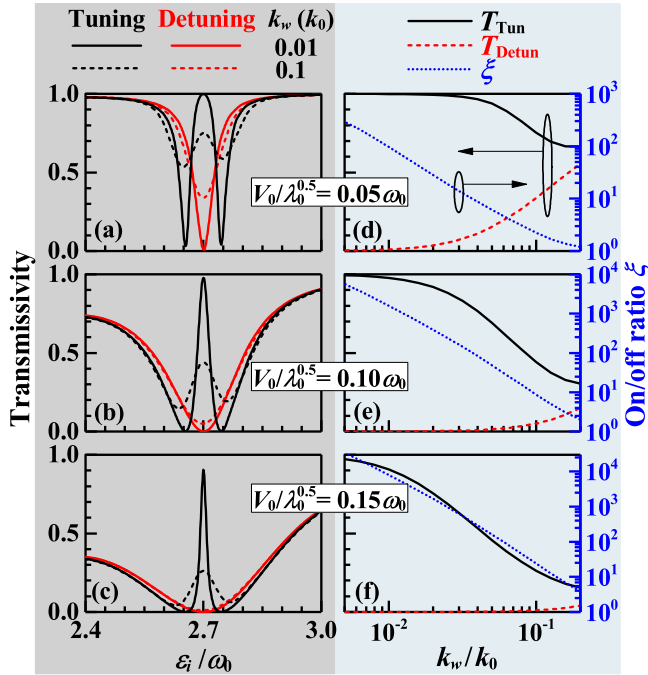 Tuning Detuning k_w (k_0)
0.01
0.1
T_Tun
T_Detun
ξ
Transmissivity
1.0
0.5
0.0
(a)
V_0/λ_0^0.5 = 0.05ω_0
(d)
10^3
10^2
10^1
10^0
1.0
0.5
0.0
(b)
V_0/λ_0^0.5 = 0.10ω_0
(e)
10^4
10^3
10^2
10^1
10^0
1.0
0.5
0.0
(c)
V_0/λ_0^0.5 = 0.15ω_0
(f)
10^4
10^3
10^2
10^1
10^0
On/off ratio ξ
2.4 2.7 3.0
ε_i/ω_0
10^-2 10^-1
k_w/k_0